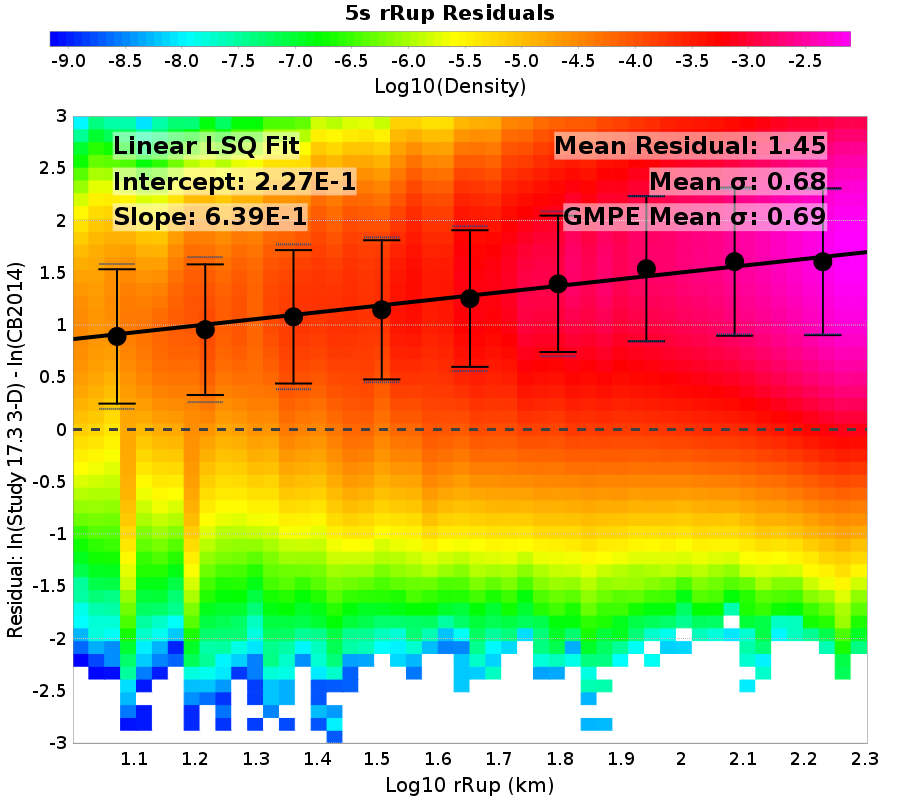 5s rRup Residuals
-9.0 -8.5 -8.0 -7.5 -7.0 -6.5 -6.0 -5.5 -5.0 -4.5 -4.0 -3.5 -3.0 -2.5
Log10(Density)
Linear LSQ Fit
Intercept: 2.27E-1
Slope: 6.39E-1
Mean Residual: 1.45
Mean σ: 0.68
GMPE Mean σ: 0.69
Residual: ln(Study 17.3 3-D) - ln(CB2014)
3
2.5
2
1.5
1
0.5
0
-0.5
-1
-1.5
-2
-2.5
-3
1.1 1.2 1.3 1.4 1.5 1.6 1.7 1.8 1.9 2 2.1 2.2 2.3
Log10 rRup (km)